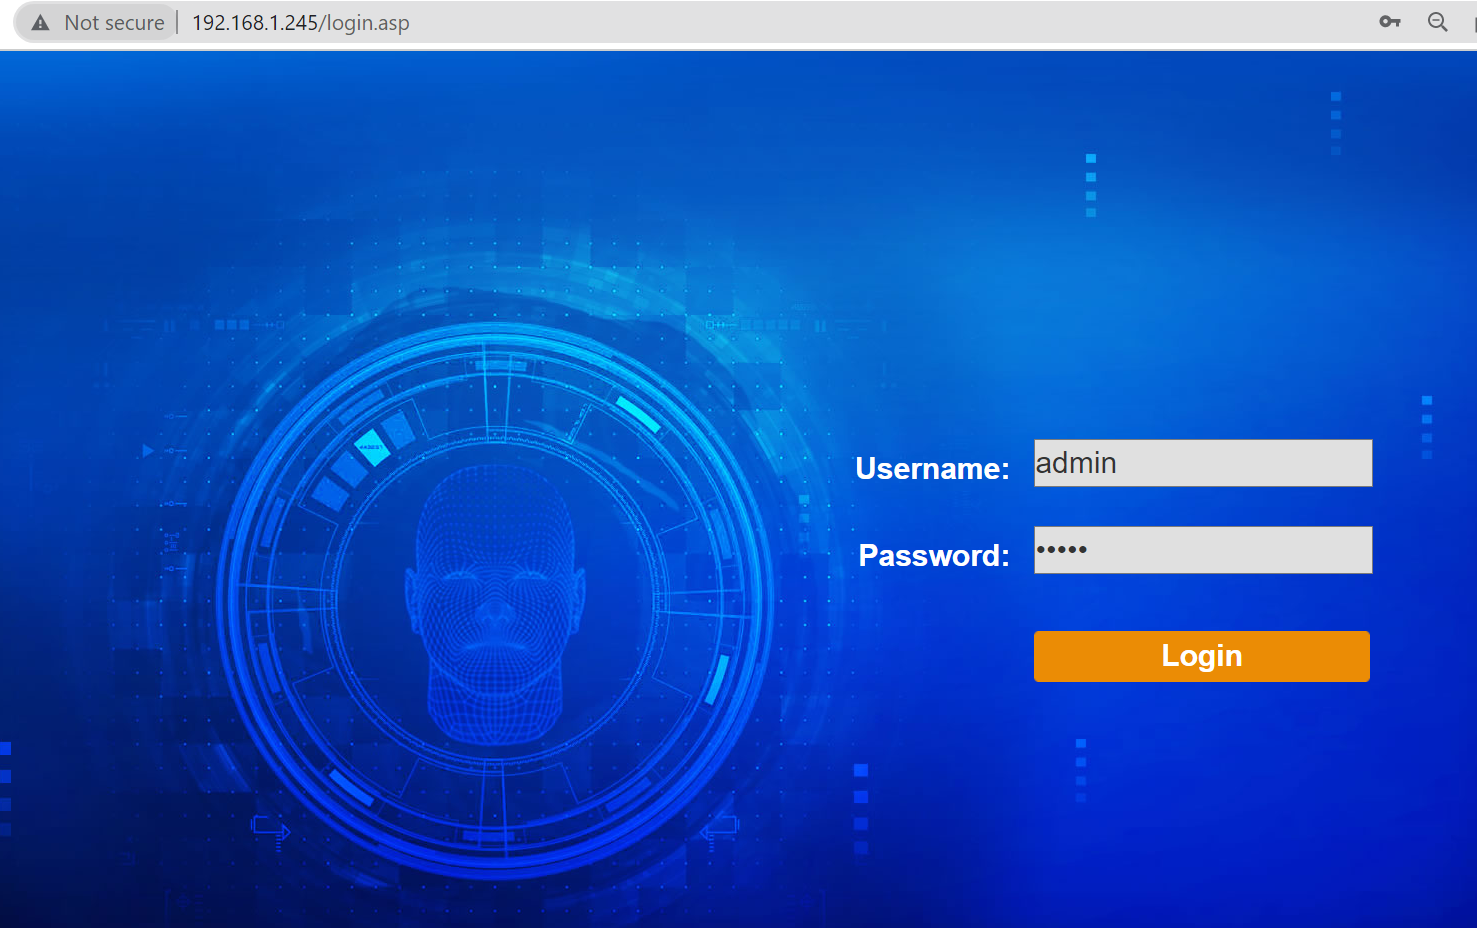 Not secure | 192.168.1.245/login.asp
Username: admin
Password: •••••
Login